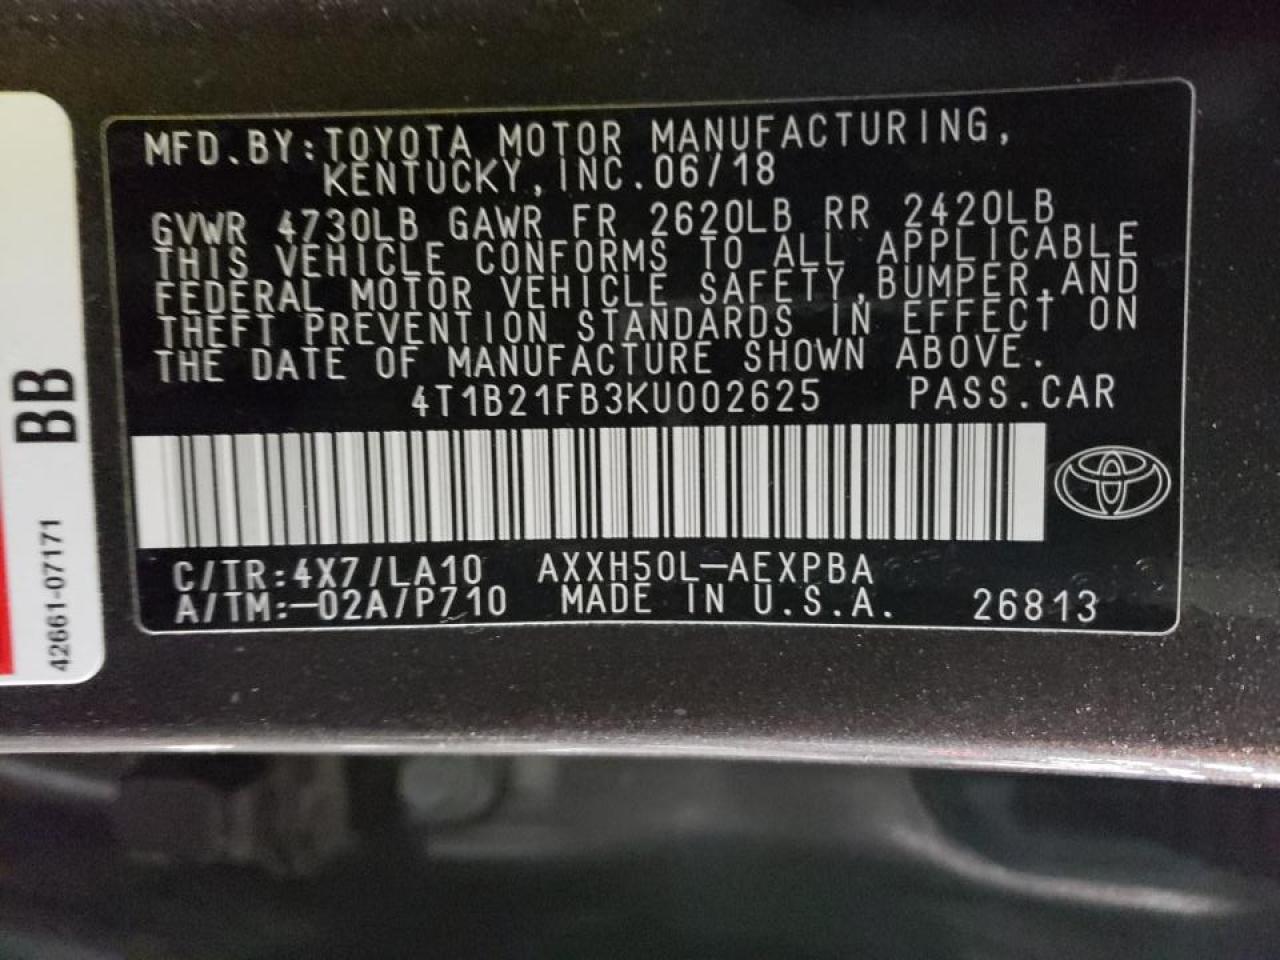 MFD.BY:TOYOTA MOTOR MANUFACTURING,
KENTUCKY,INC.06/18
GVWR 4730LB GAWR FR 2620LB RR 2420LB
THIS VEHICLE CONFORMS TO ALL APPLICABLE
FEDERAL MOTOR VEHICLE SAFETY,BUMPER,AND
THEFT PREVENTION STANDARDS IN EFFECT ON
THE DATE OF MANUFACTURE SHOWN ABOVE.
4T1B21FB3KU002625 PASS.CAR
C/TR:4X7/LA10 AXXH50L-AEXPBA
A/TM:-02A/P710 MADE IN U.S.A. 26813
BB
42661-07171